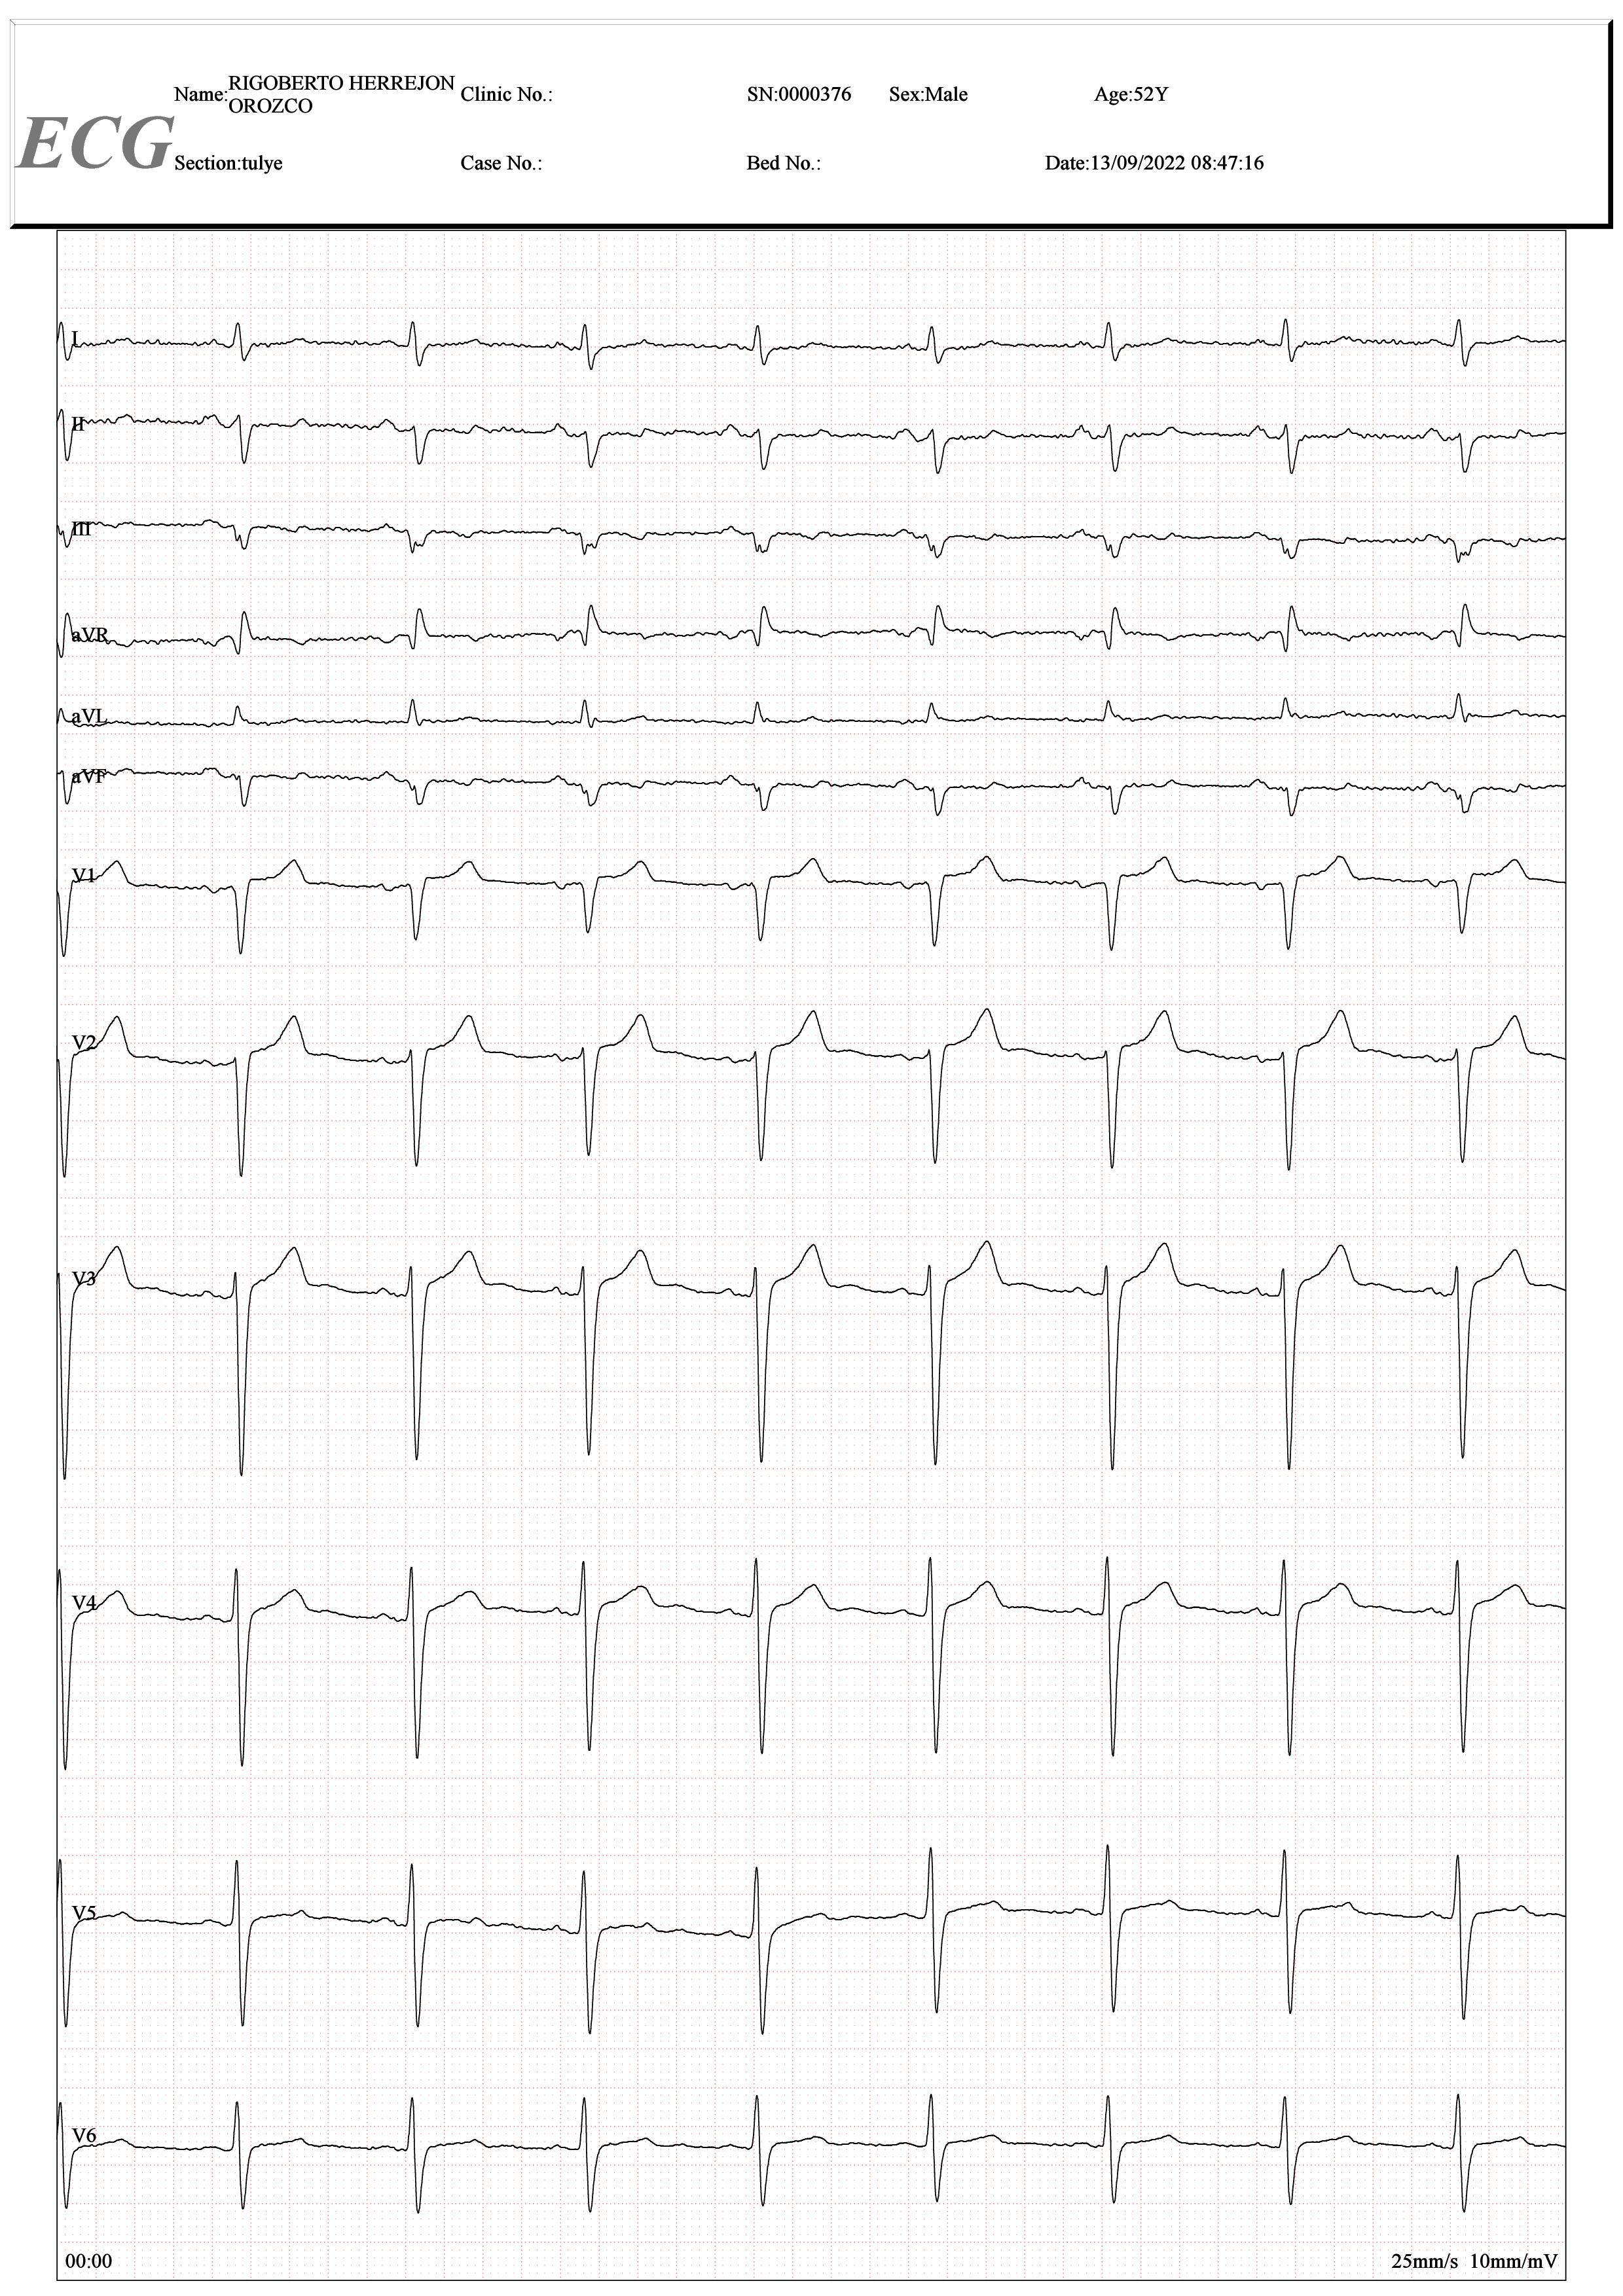 ECG
Name:RIGOBERTO HERREJON OROZCO Clinic No.: SN:0000376 Sex:Male Age:52Y
Section:tulye Case No.: Bed No.: Date:13/09/2022 08:47:16
I
II
III
aVR
aVL
aVF
V1
V2
V3
V4
V5
V6
00:00 25mm/s 10mm/mV